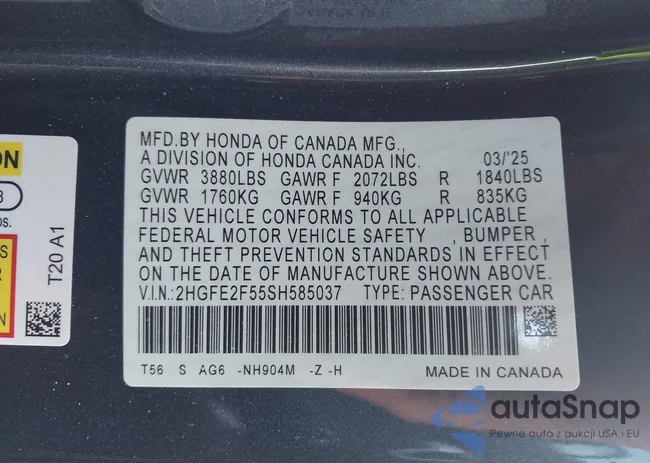 MFD.BY HONDA OF CANADA MFG.,
A DIVISION OF HONDA CANADA INC. 03/'25
GVWR 3880LBS GAWR F 2072LBS R 1840LBS
GVWR 1760KG GAWR F 940KG R 835KG
THIS VEHICLE CONFORMS TO ALL APPLICABLE
FEDERAL MOTOR VEHICLE SAFETY , BUMPER ,
AND THEFT PREVENTION STANDARDS IN EFFECT
ON THE DATE OF MANUFACTURE SHOWN ABOVE.
V.I.N.:2HGFE2F55SH585037 TYPE: PASSENGER CAR
T56 S AG6 -NH904M -Z -H MADE IN CANADA
T20 A1
ON
3
OS.
S
R
N
autaSnap
Pewne auta z aukcji USA i EU